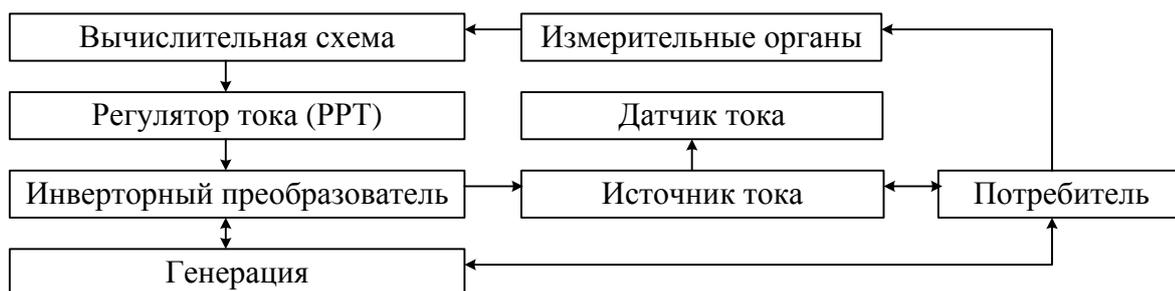 Вычислительная схема
Измерительные органы
Регулятор тока (РРТ)
Датчик тока
Инверторный преобразователь
Источник тока
Потребитель
Генерация